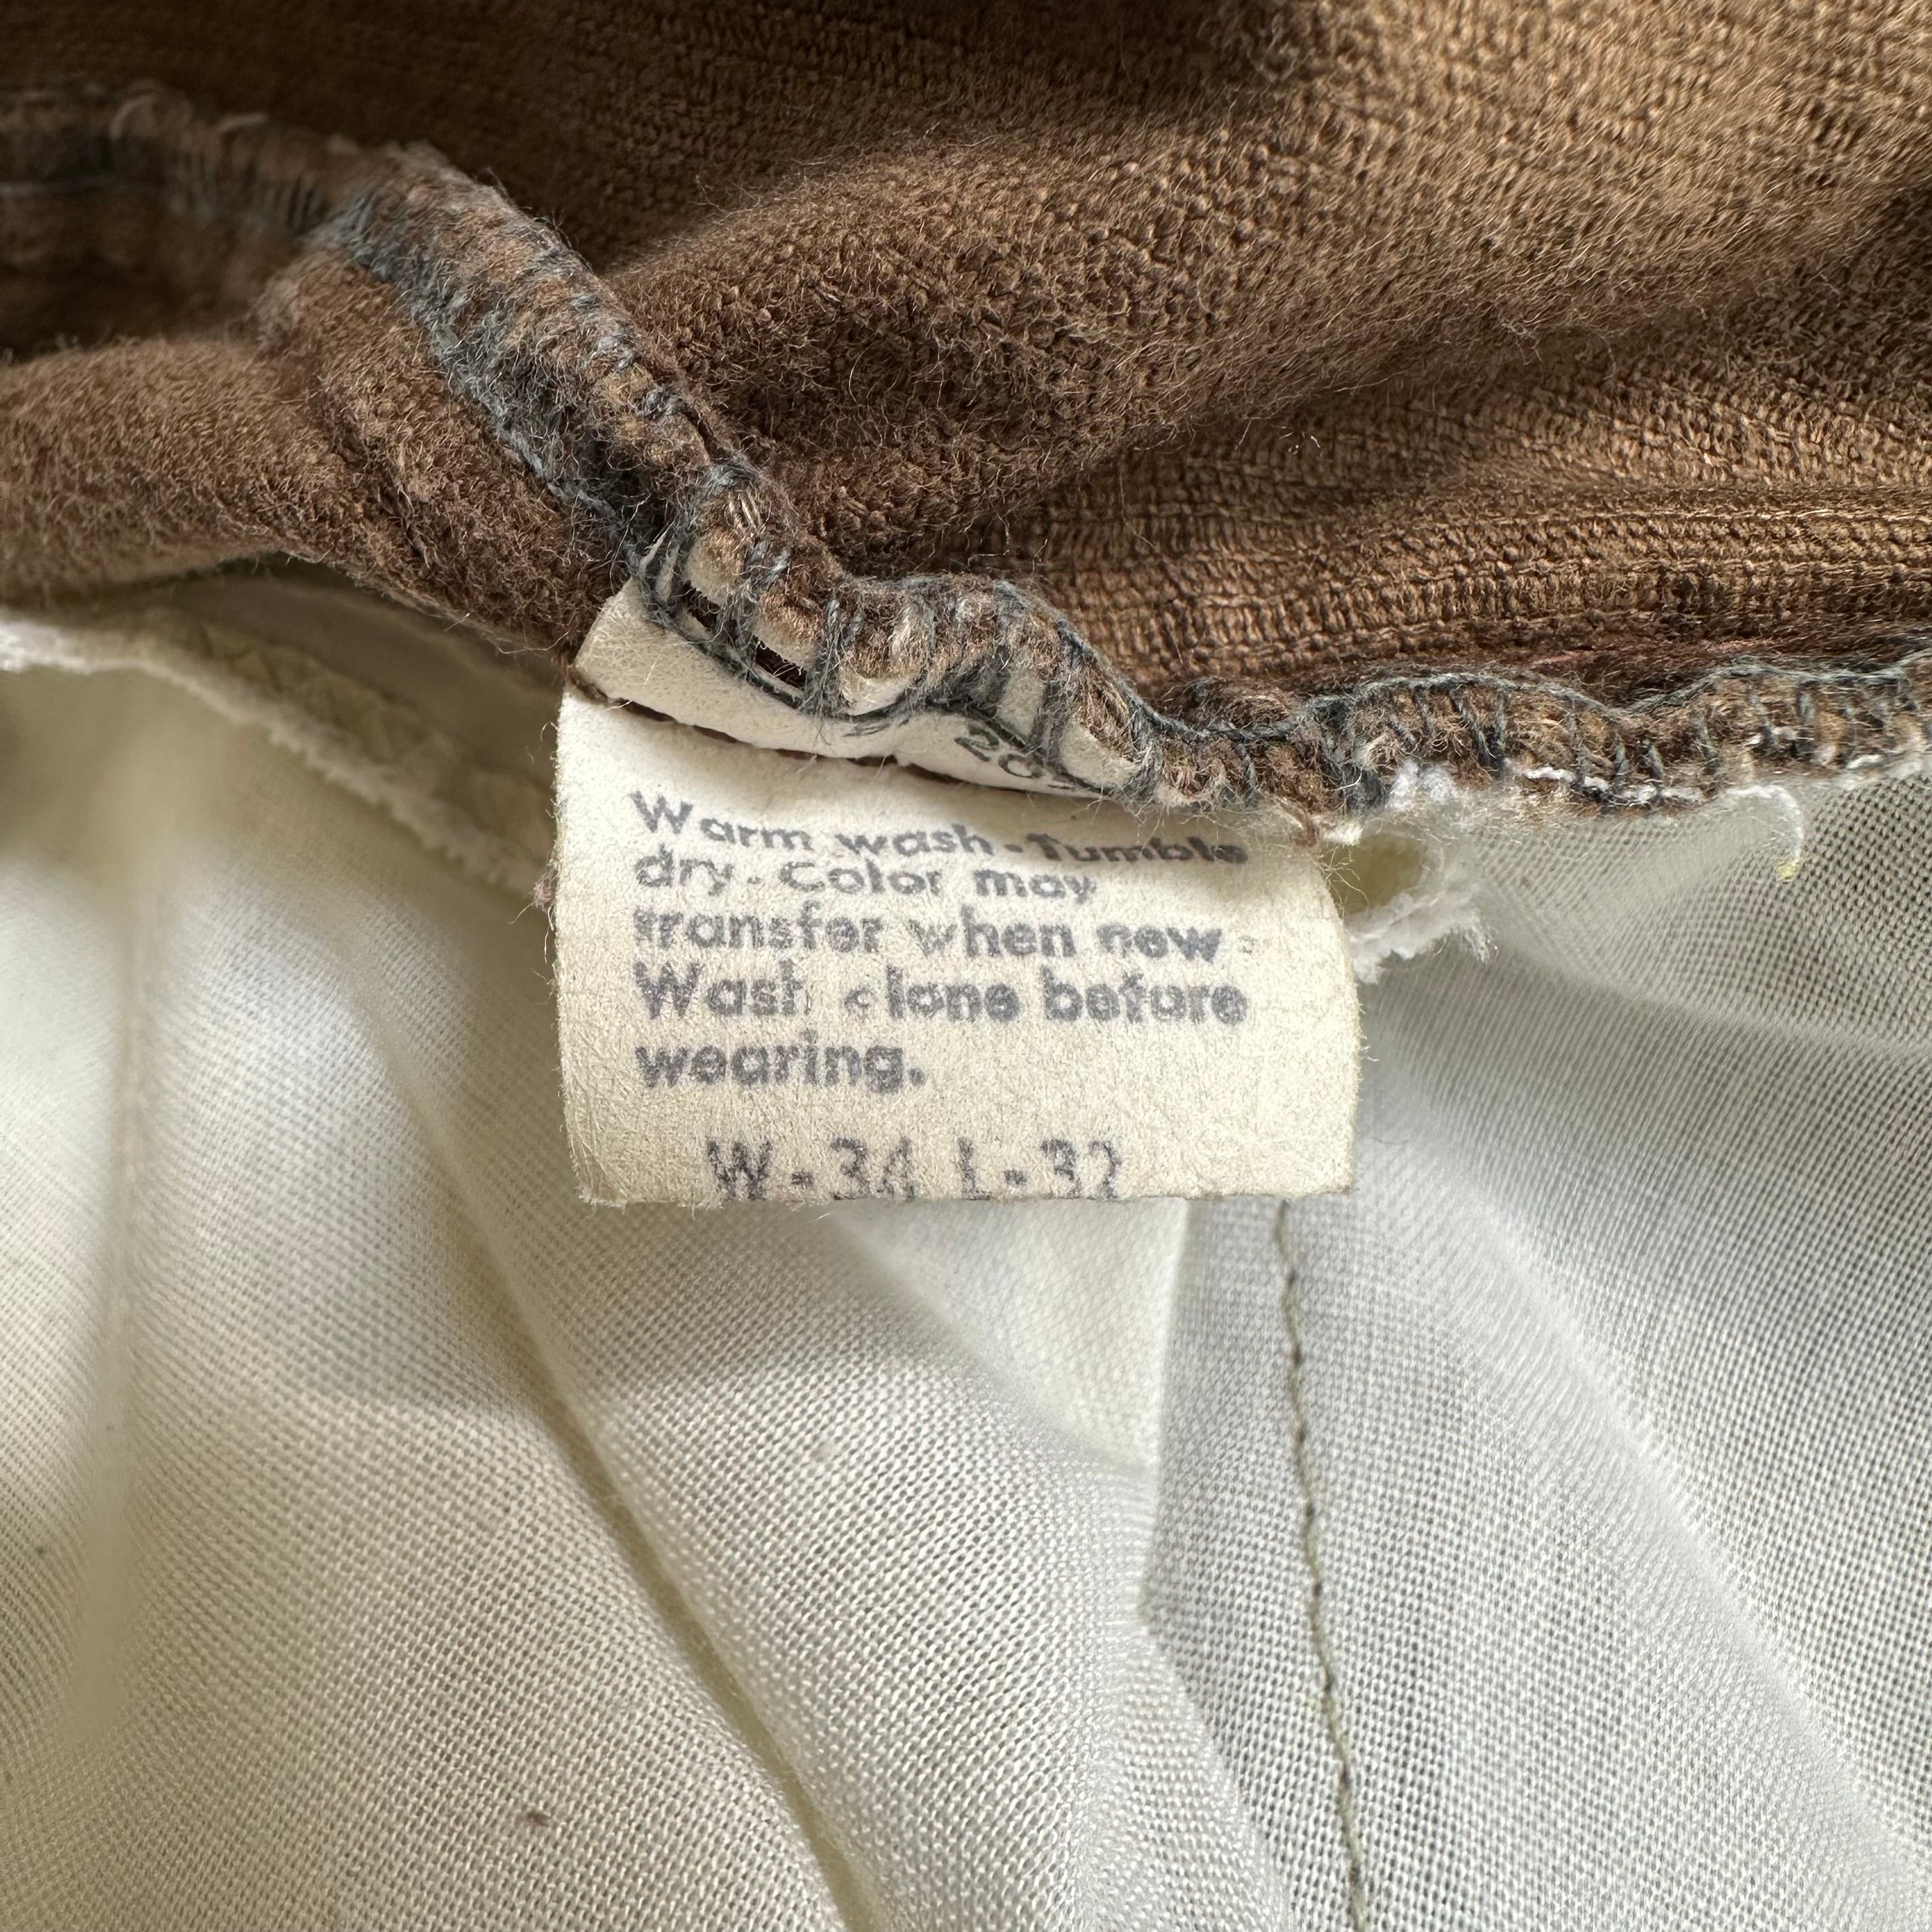 Warm wash-Tumble
dry. Color may
transfer when new.
Wash alone before
wearing.
W-34 L-32